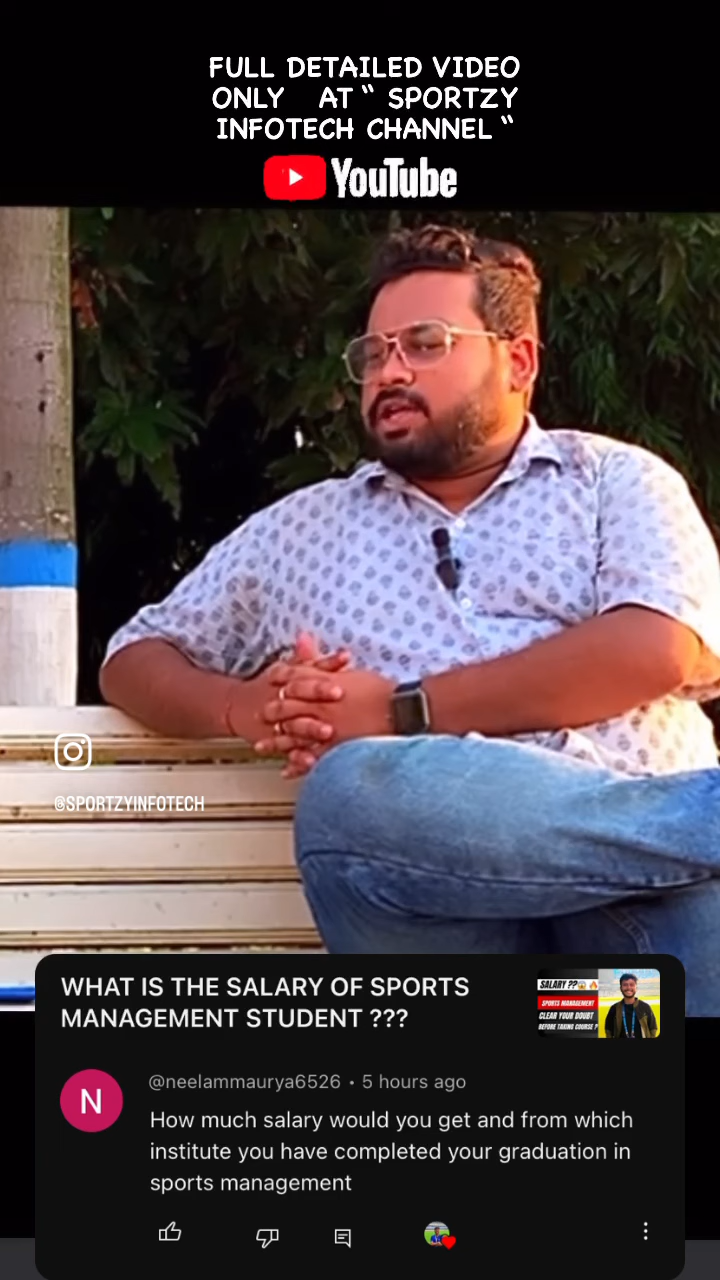 FULL DETAILED VIDEO
ONLY AT “ SPORTZY
INFOTECH CHANNEL “
YouTube
@SPORTZYINFOTECH
WHAT IS THE SALARY OF SPORTS
MANAGEMENT STUDENT ???
SALARY ??😱🔥
SPORTS MANAGEMENT
CLEAR YOUR DOUBT
BEFORE TAKING COURSE ?
N
@neelammaurya6526 • 5 hours ago
How much salary would you get and from which
institute you have completed your graduation in
sports management